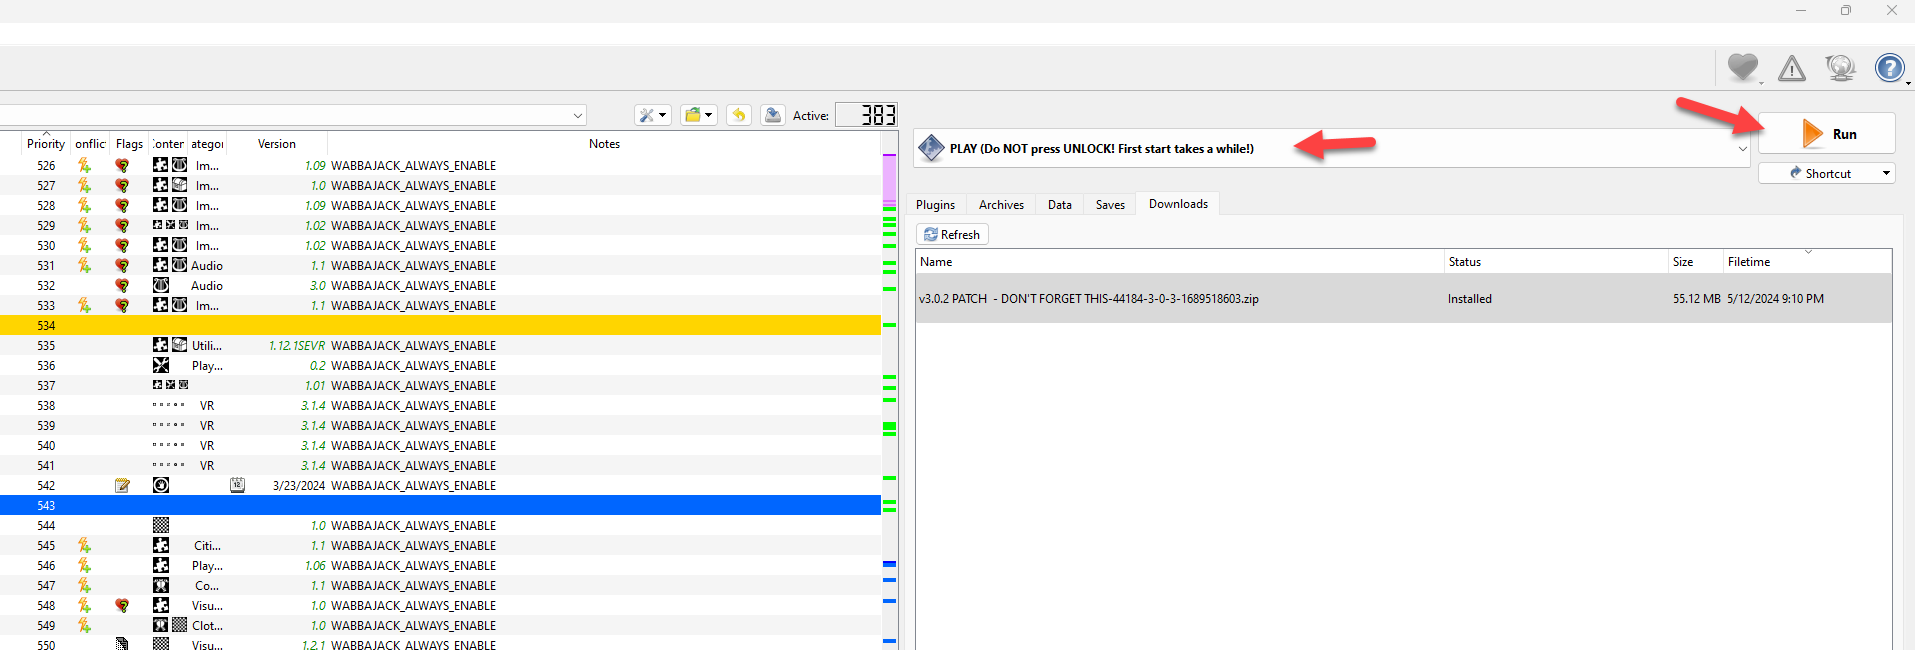 Active: 383
PLAY (Do NOT press UNLOCK! First start takes a while!)
Run
Shortcut
Priority onflic Flags Conter ategor Version Notes
526 Im... 1.09 WABBAJACK_ALWAYS_ENABLE
527 Im... 1.0 WABBAJACK_ALWAYS_ENABLE
528 Im... 1.09 WABBAJACK_ALWAYS_ENABLE
529 Im... 1.02 WABBAJACK_ALWAYS_ENABLE
530 Im... 1.02 WABBAJACK_ALWAYS_ENABLE
531 Audio 1.1 WABBAJACK_ALWAYS_ENABLE
532 Audio 3.0 WABBAJACK_ALWAYS_ENABLE
533 Im... 1.1 WABBAJACK_ALWAYS_ENABLE
534
535 Utili... 1.12.1SEVR WABBAJACK_ALWAYS_ENABLE
536 Play... 0.2 WABBAJACK_ALWAYS_ENABLE
537 1.01 WABBAJACK_ALWAYS_ENABLE
538 VR 3.1.4 WABBAJACK_ALWAYS_ENABLE
539 VR 3.1.4 WABBAJACK_ALWAYS_ENABLE
540 VR 3.1.4 WABBAJACK_ALWAYS_ENABLE
541 VR 3.1.4 WABBAJACK_ALWAYS_ENABLE
542 12 3/23/2024 WABBAJACK_ALWAYS_ENABLE
543
544 1.0 WABBAJACK_ALWAYS_ENABLE
545 Citi... 1.1 WABBAJACK_ALWAYS_ENABLE
546 Play... 1.06 WABBAJACK_ALWAYS_ENABLE
547 Co... 1.1 WABBAJACK_ALWAYS_ENABLE
548 Visu... 1.0 WABBAJACK_ALWAYS_ENABLE
549 Clot... 1.0 WABBAJACK_ALWAYS_ENABLE
550 Visu... 1.2.1 WABBAJACK_ALWAYS_ENABLE
Plugins Archives Data Saves Downloads
Refresh
Name Status Size Filetime
v3.0.2 PATCH - DON'T FORGET THIS-44184-3-0-3-1689518603.zip Installed 55.12 MB 5/12/2024 9:10 PM